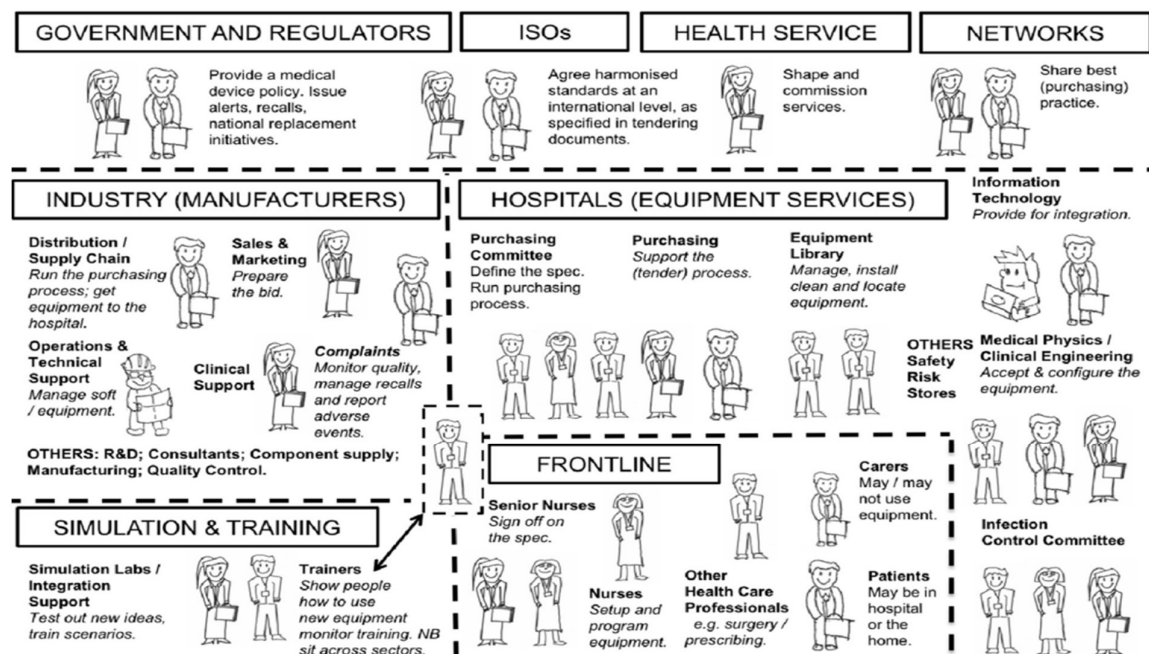 GOVERNMENT AND REGULATORS
ISOs
HEALTH SERVICE
NETWORKS
Provide a medical
device policy. Issue
alerts, recalls,
national replacement
initiatives.
Agree harmonised
standards at an
international level, as
specified in tendering
documents.
Shape and
commission
services.
Share best
(purchasing)
practice.
INDUSTRY (MANUFACTURERS)
Distribution /
Supply Chain
Run the purchasing
process; get
equipment to the
hospital.
Sales &
Marketing
Prepare
the bid.
Operations &
Technical
Support
Manage soft
/ equipment.
Clinical
Support
Complaints
Monitor quality,
manage recalls
and report
adverse
events.
OTHERS: R&D; Consultants; Component supply;
Manufacturing; Quality Control.
HOSPITALS (EQUIPMENT SERVICES)
Purchasing
Committee
Define the spec.
Run purchasing
process.
Purchasing
Support the
(tender) process.
Equipment
Library
Manage, install
clean and locate
equipment.
Information
Technology
Provide for integration.
OTHERS
Safety
Risk
Stores
Medical Physics /
Clinical Engineering
Accept & configure the
equipment.
Infection
Control Committee
SIMULATION & TRAINING
Simulation Labs /
Integration
Support
Test out new ideas,
train scenarios.
Trainers
Show people
how to use
new equipment
monitor training. NB
sit across sectors.
FRONTLINE
Senior Nurses
Sign off on
the spec.
Nurses
Setup and
program
equipment.
Other
Health Care
Professionals
e.g. surgery /
prescribing.
Carers
May / may
not use
equipment.
Patients
May be in
hospital
or the
home.